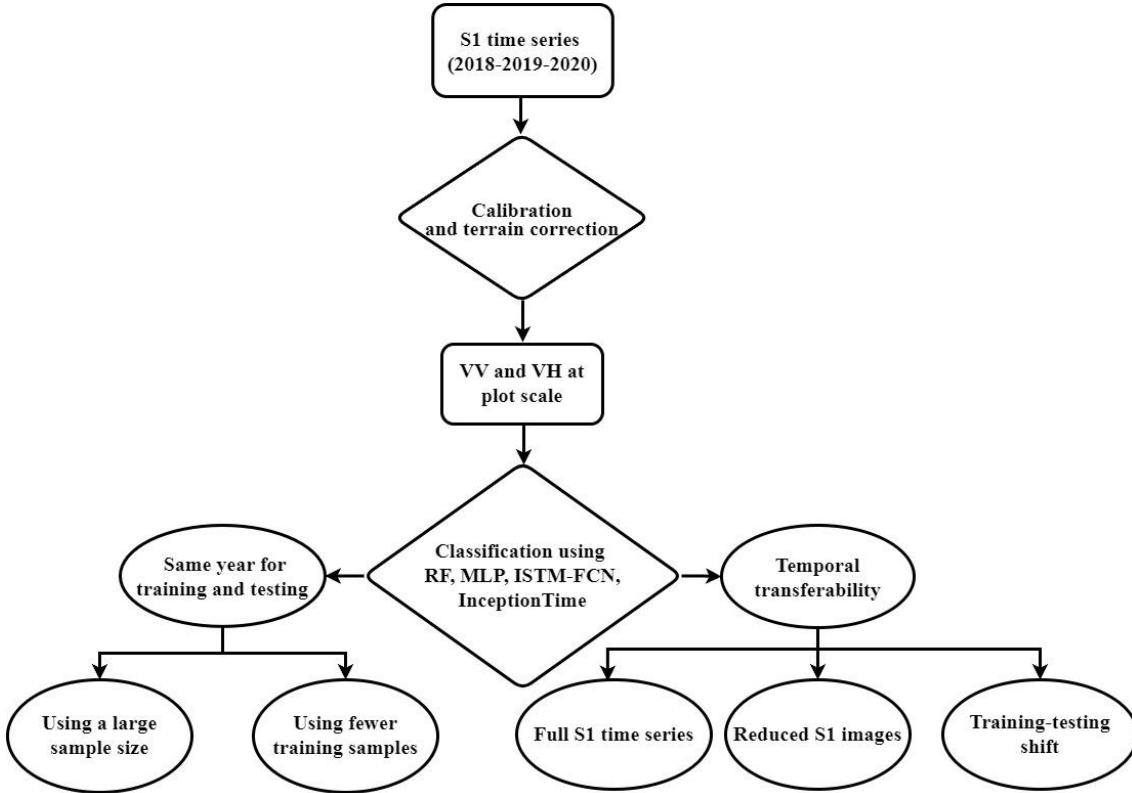 S1 time series
(2018-2019-2020)
Calibration
and terrain correction
VV and VH at
plot scale
Classification using
RF, MLP, ISTM-FCN,
InceptionTime
Same year for
training and testing
Temporal
transferability
Using a large
sample size
Using fewer
training samples
Full S1 time series
Reduced S1 images
Training-testing
shift